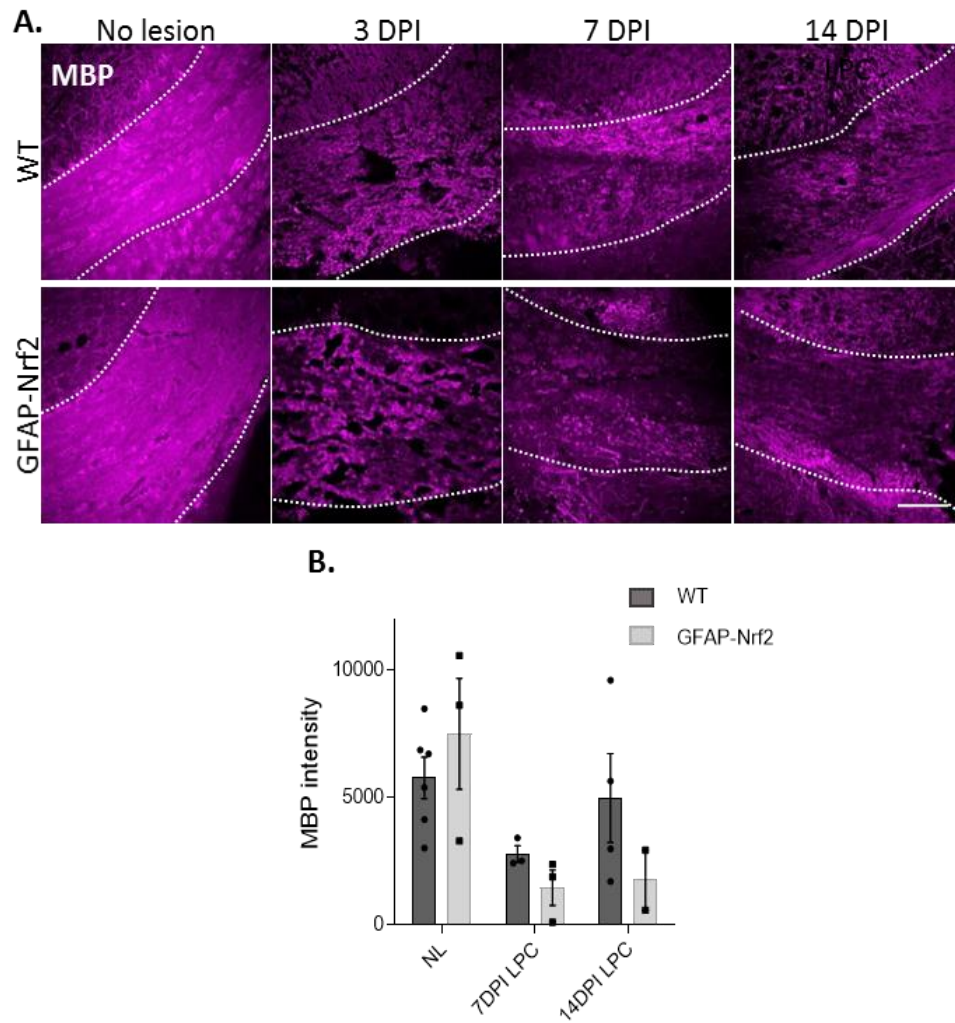 A.
No lesion 3 DPI 7 DPI 14 DPI
MBP
WT
GFAP-Nrf2
B.
WT
GFAP-Nrf2
MBP intensity
10000
5000
0
NL
7DPI LPC
14DPI LPC